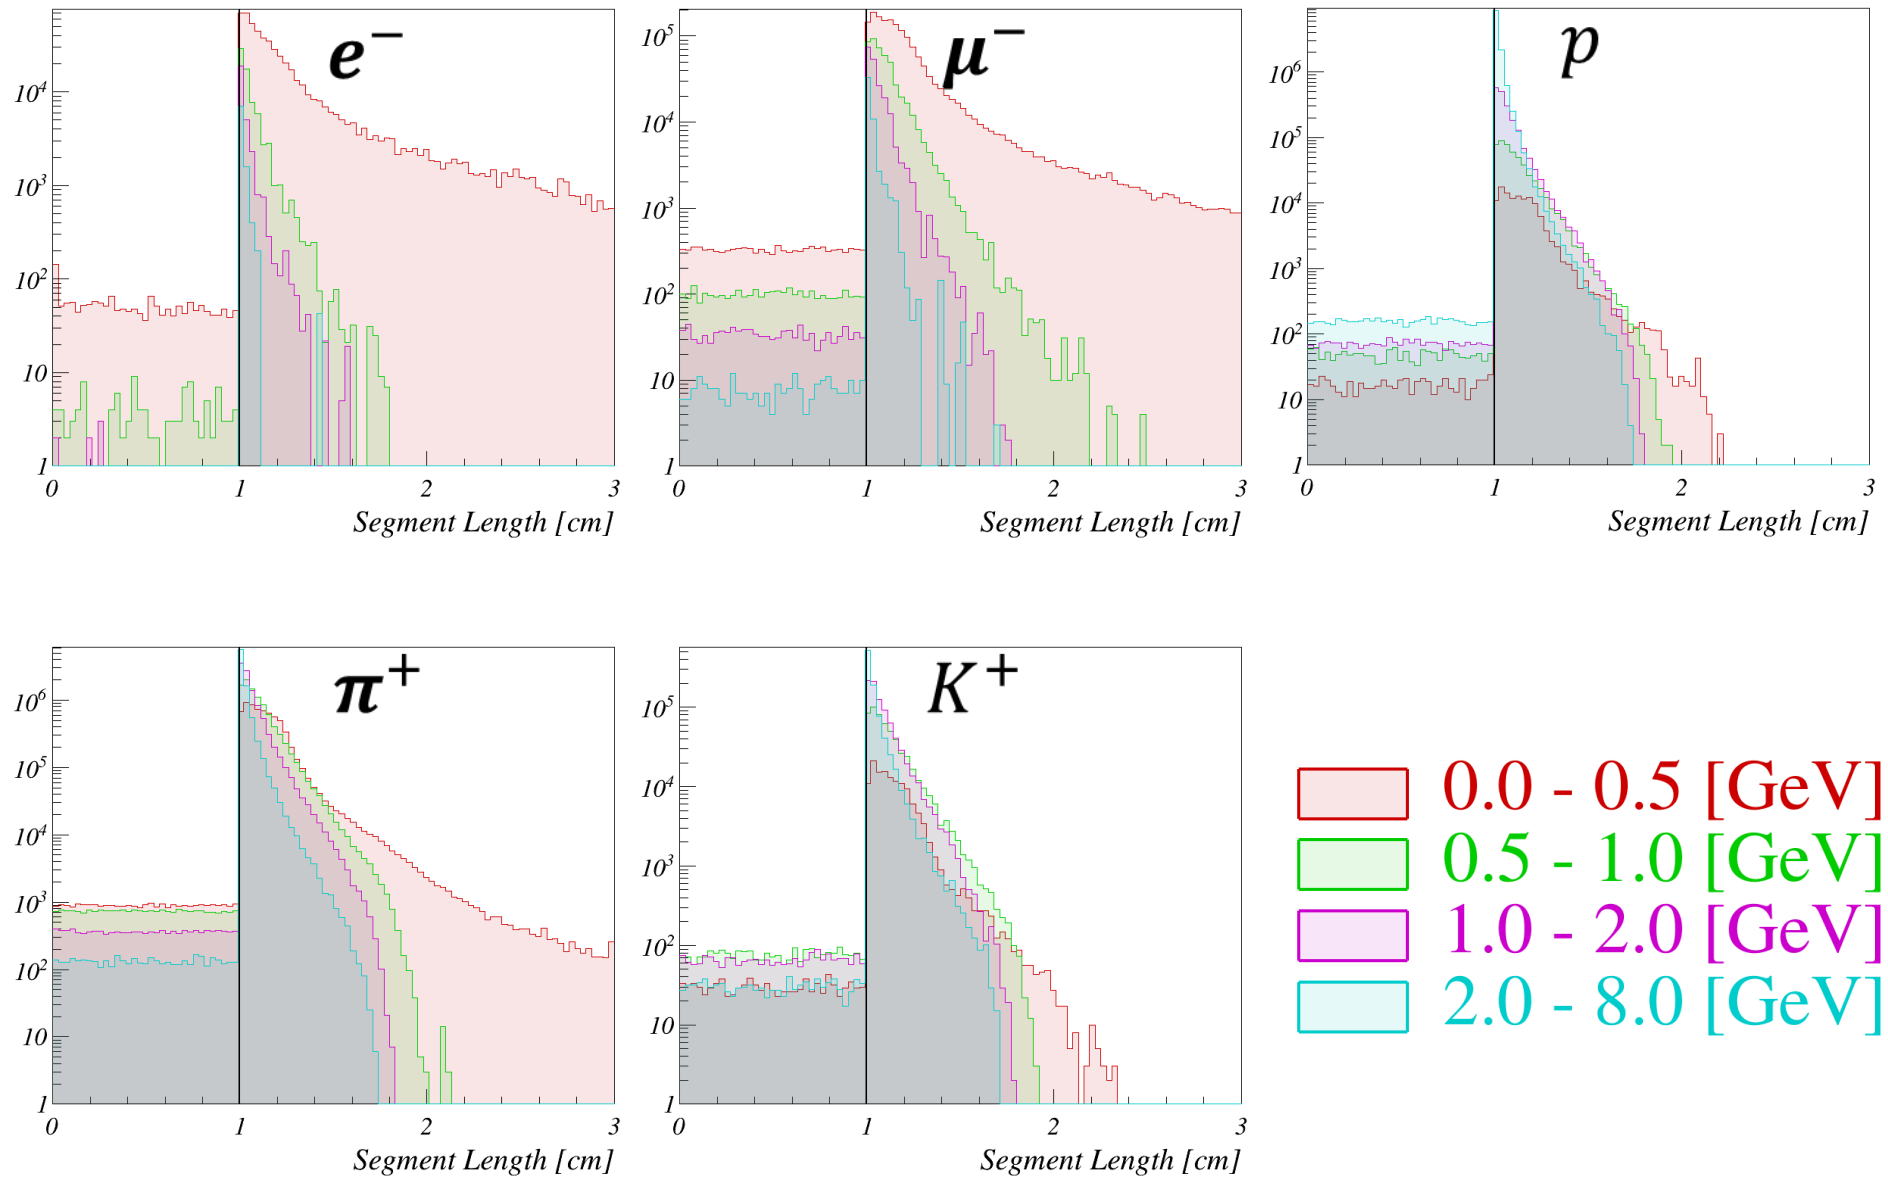 e⁻
10⁴
10³
10²
10
1
0 1 2 3
Segment Length [cm]
μ⁻
10⁵
10⁴
10³
10²
10
1
0 1 2 3
Segment Length [cm]
p
10⁶
10⁵
10⁴
10³
10²
10
1
0 1 2 3
Segment Length [cm]
π⁺
10⁶
10⁵
10⁴
10³
10²
10
1
0 1 2 3
Segment Length [cm]
K⁺
10⁵
10⁴
10³
10²
10
1
0 1 2 3
Segment Length [cm]
0.0 - 0.5 [GeV]
0.5 - 1.0 [GeV]
1.0 - 2.0 [GeV]
2.0 - 8.0 [GeV]